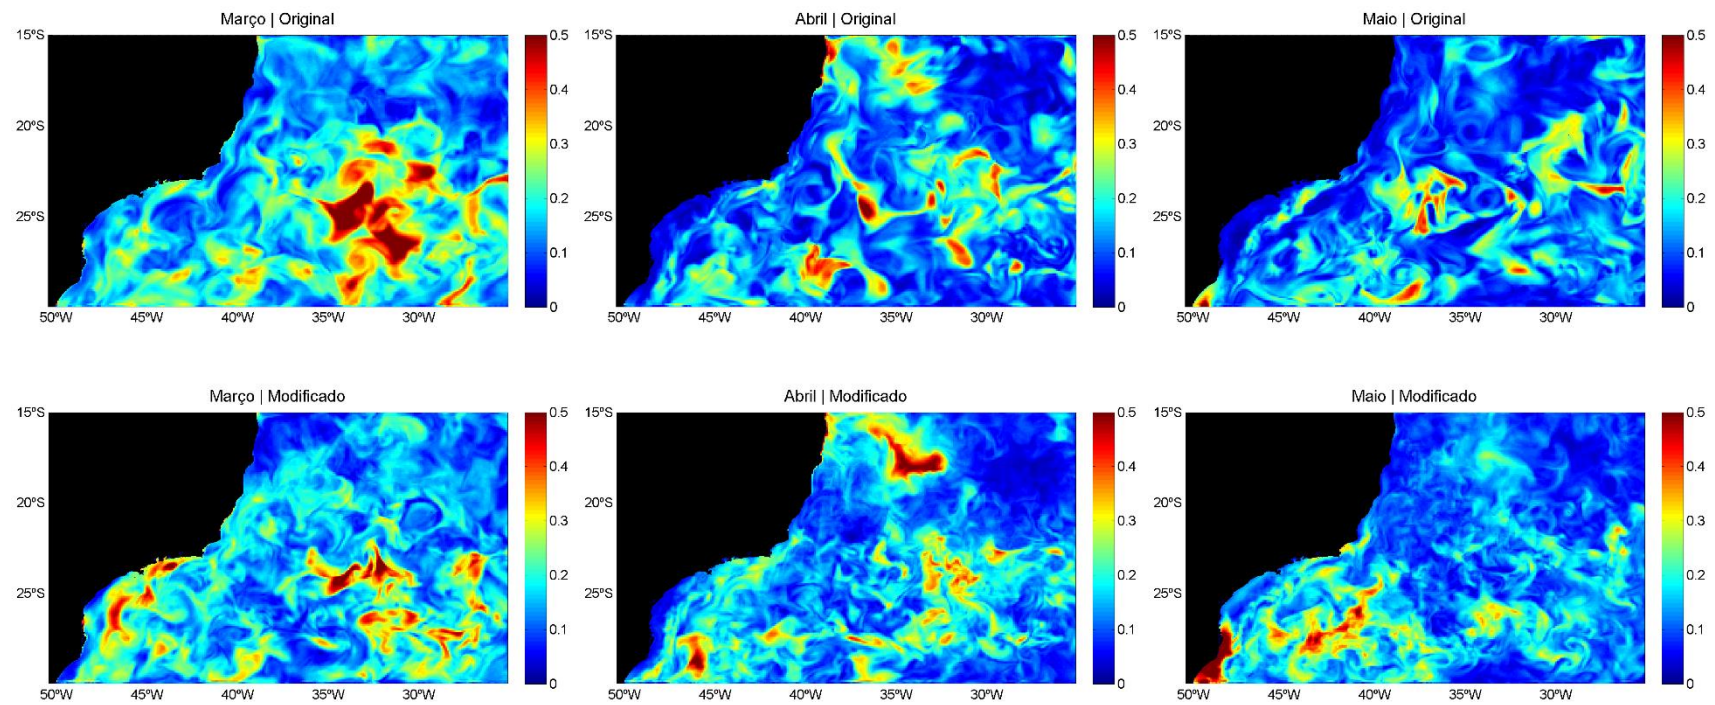 Março | Original
15ºS
20ºS
25ºS
50ºW 45ºW 40ºW 35ºW 30ºW
0.5
0.4
0.3
0.2
0.1
0
Abril | Original
15ºS
20ºS
25ºS
50ºW 45ºW 40ºW 35ºW 30ºW
0.5
0.4
0.3
0.2
0.1
0
Maio | Original
15ºS
20ºS
25ºS
50ºW 45ºW 40ºW 35ºW 30ºW
0.5
0.4
0.3
0.2
0.1
0
Março | Modificado
15ºS
20ºS
25ºS
50ºW 45ºW 40ºW 35ºW 30ºW
0.5
0.4
0.3
0.2
0.1
0
Abril | Modificado
15ºS
20ºS
25ºS
50ºW 45ºW 40ºW 35ºW 30ºW
0.5
0.4
0.3
0.2
0.1
0
Maio | Modificado
15ºS
20ºS
25ºS
50ºW 45ºW 40ºW 35ºW 30ºW
0.5
0.4
0.3
0.2
0.1
0